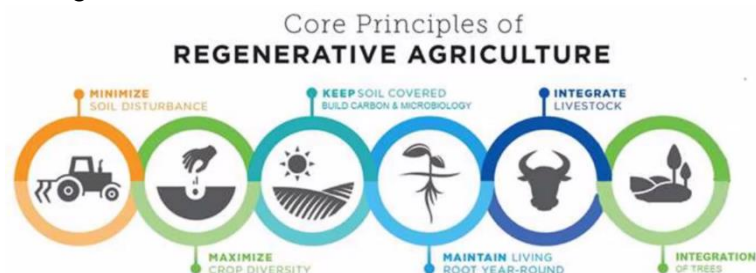 Core Principles of
REGENERATIVE AGRICULTURE
MINIMIZE
SOIL DISTURBANCE
KEEP SOIL COVERED
BUILD CARBON & MICROBIOLOGY
INTEGRATE
LIVESTOCK
MAXIMIZE
CROP DIVERSITY
MAINTAIN LIVING
ROOT YEAR-ROUND
INTEGRATION
OF TREES